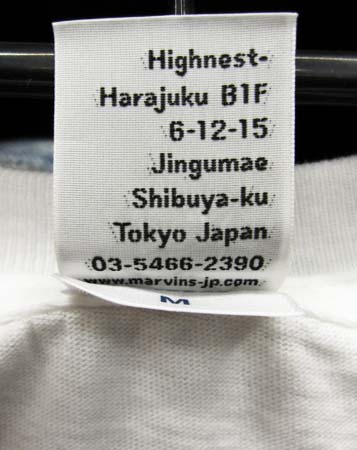 Highnest-
Harajuku B1F
6-12-15
Jingumae
Shibuya-ku
Tokyo Japan
03-5466-2390
www.marvins-jp.com
M